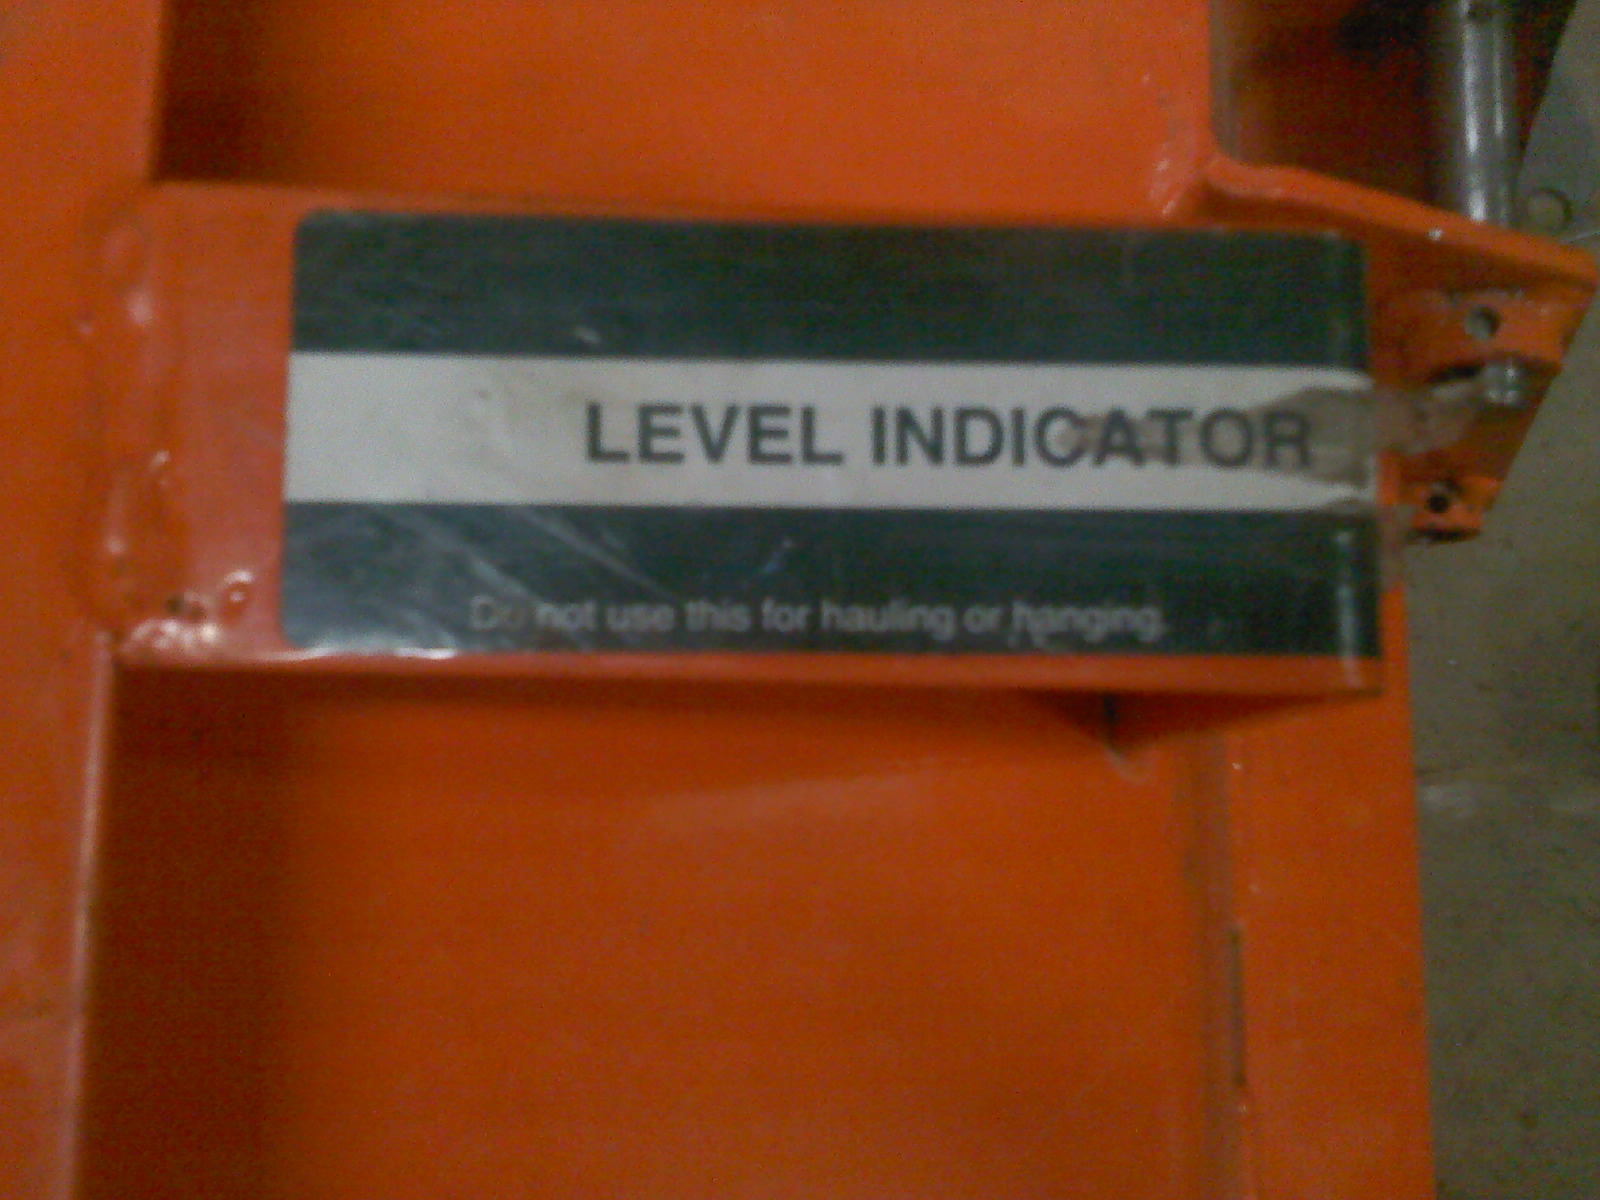 LEVEL INDICATOR
Do not use this for hauling or hanging.